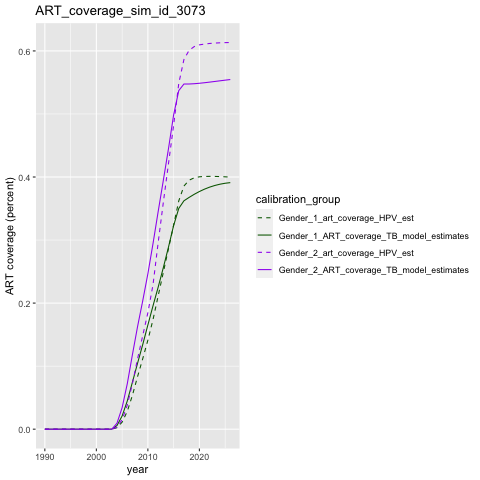 ART_coverage_sim_id_3073
ART coverage (percent)
0.6
0.4
0.2
0.0
1990 2000 2010 2020
year
calibration_group
Gender_1_art_coverage_HPV_est
Gender_1_ART_coverage_TB_model_estimates
Gender_2_art_coverage_HPV_est
Gender_2_ART_coverage_TB_model_estimates